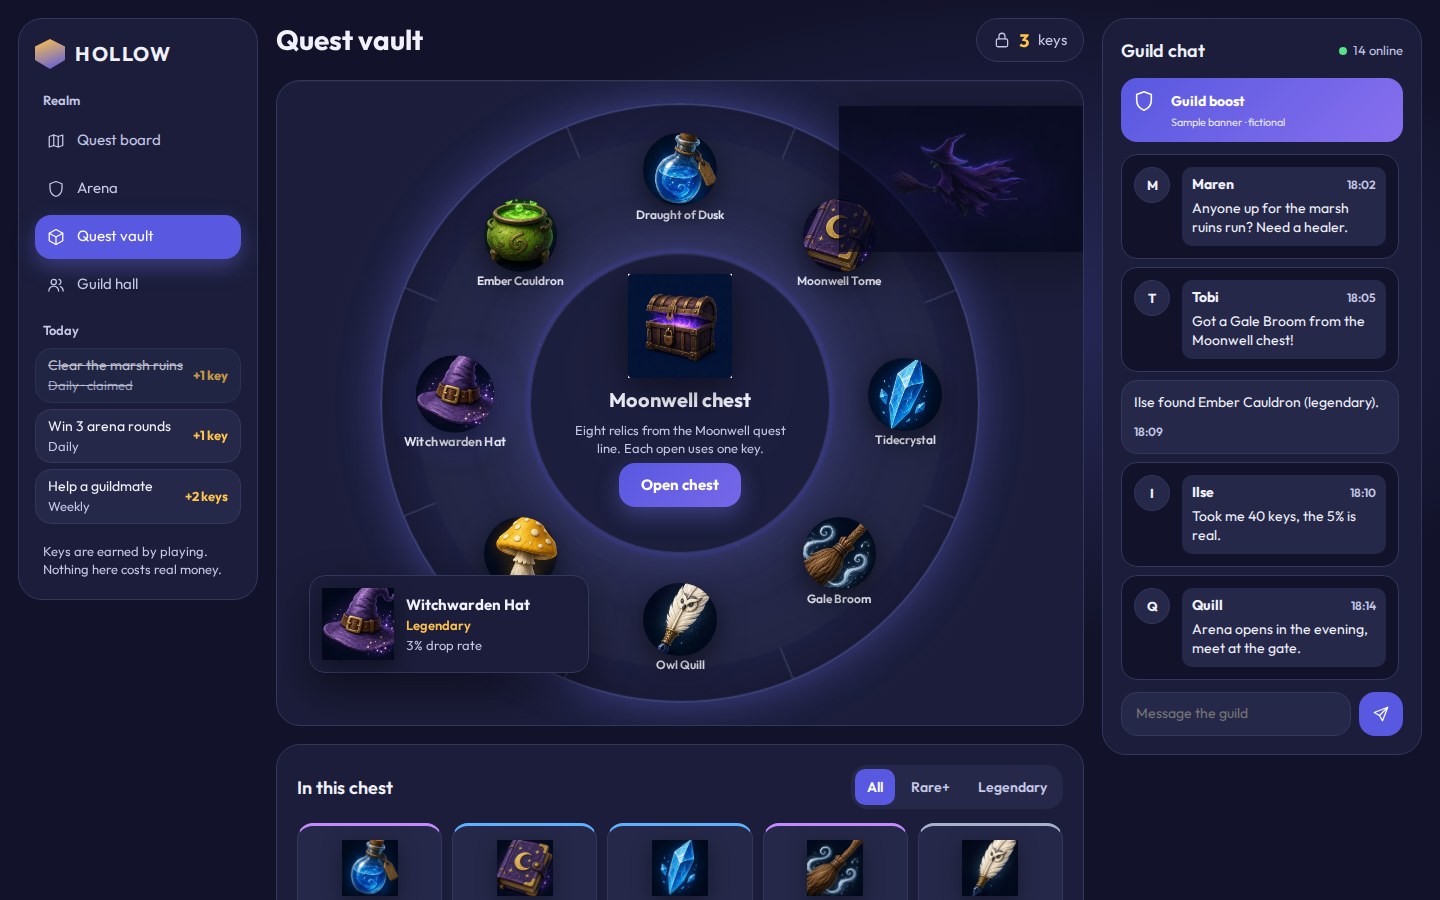 HOLLOW
Realm
Quest board
Arena
Quest vault
Guild hall
Today
Clear the marsh ruins
Daily · claimed
+1 key
Win 3 arena rounds
Daily
+1 key
Help a guildmate
Weekly
+2 keys
Keys are earned by playing.
Nothing here costs real money.
Quest vault
3 keys
Draught of Dusk
Ember Cauldron
Moonwell Tome
Witchwarden Hat
Tidecrystal
Moonwell chest
Eight relics from the Moonwell quest
line. Each open uses one key.
Open chest
Gale Broom
Owl Quill
Witchwarden Hat
Legendary
3% drop rate
In this chest
All
Rare+
Legendary
Guild chat
14 online
Guild boost
Sample banner · fictional
M
Maren
18:02
Anyone up for the marsh
ruins run? Need a healer.
T
Tobi
18:05
Got a Gale Broom from the
Moonwell chest!
Ilse found Ember Cauldron (legendary).
18:09
I
Ilse
18:10
Took me 40 keys, the 5% is
real.
Q
Quill
18:14
Arena opens in the evening,
meet at the gate.
Message the guild